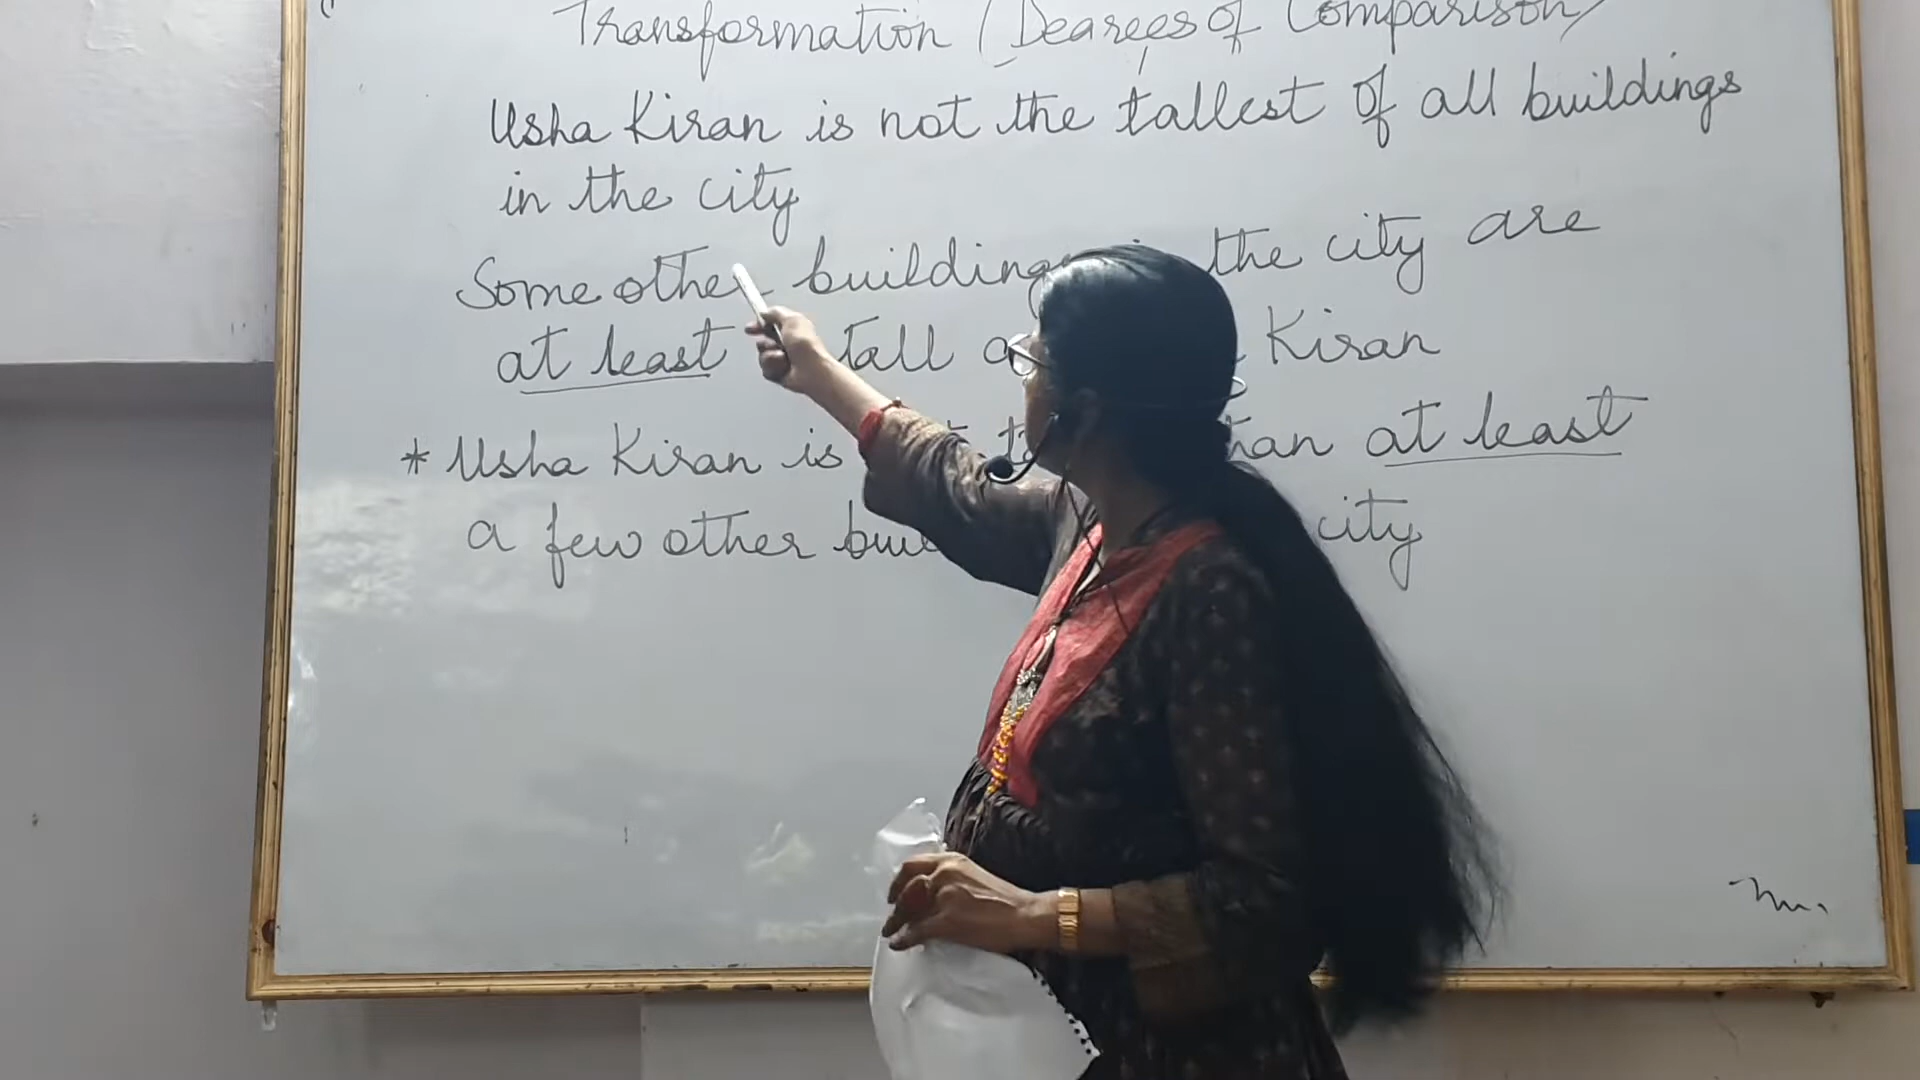 Transformation (Degrees of Comparison)
Usha Kiran is not the tallest of all buildings
in the city
Some other buildings the city are
at least tall Kiran
* Usha Kiran is than at least
a few other city